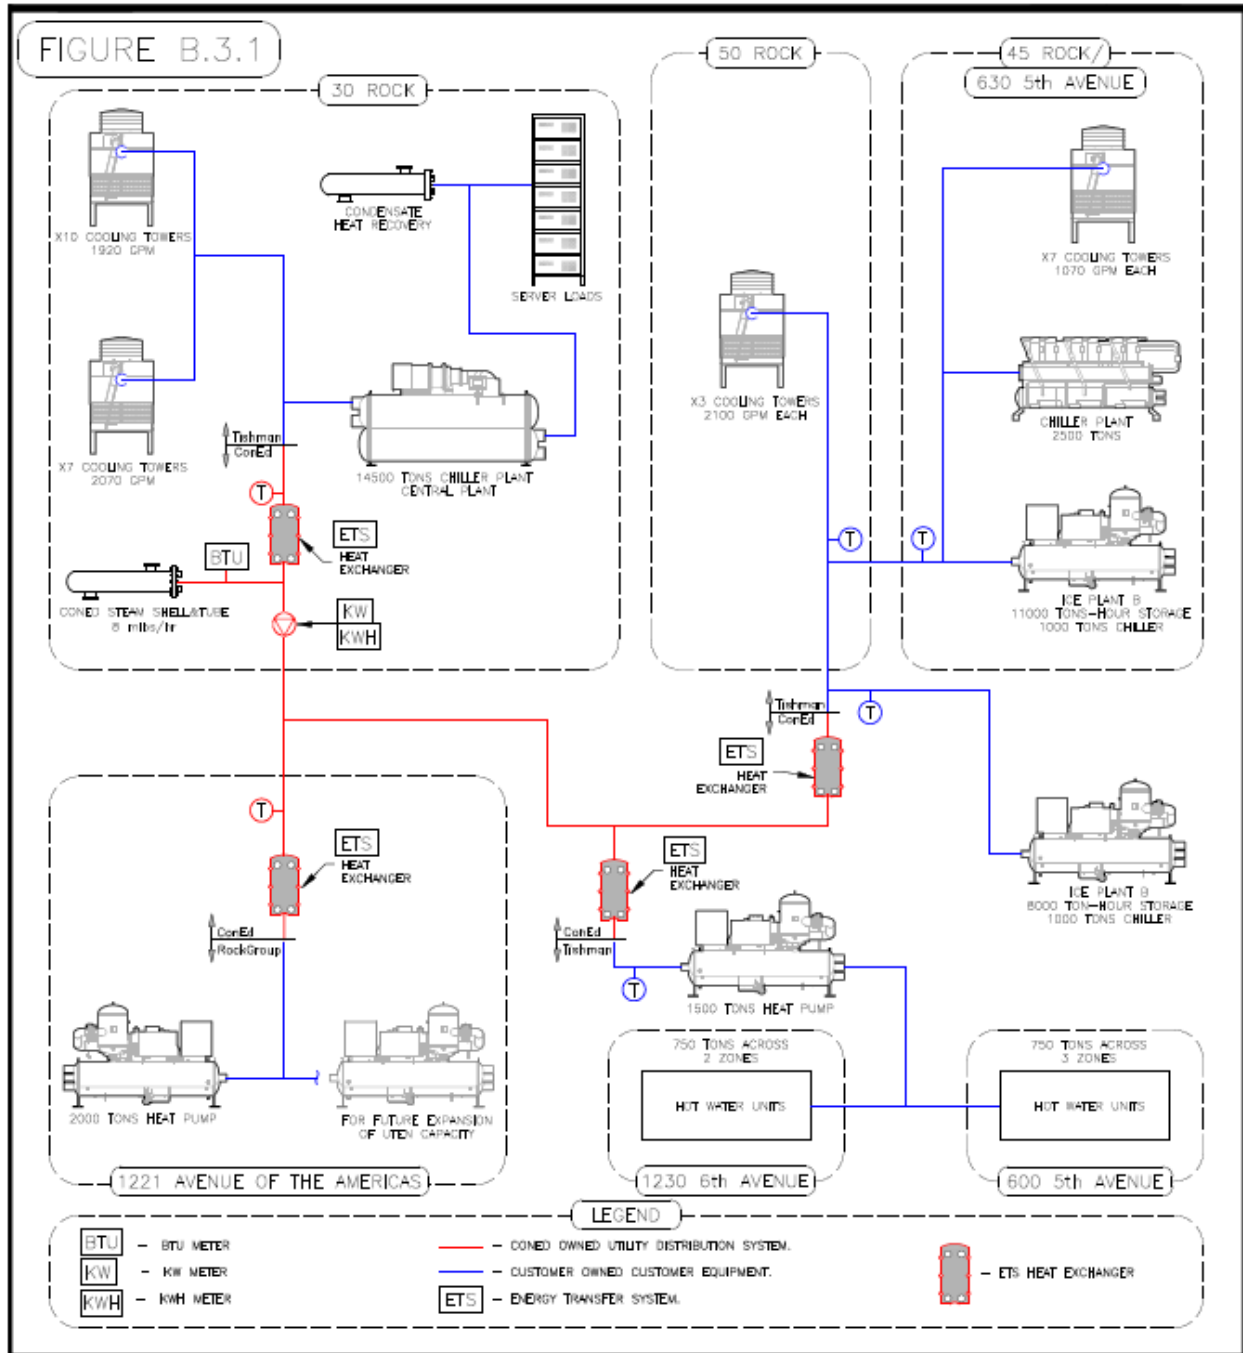 FIGURE B.3.1
30 ROCK
50 ROCK
45 ROCK/
630 5th AVENUE
X10 COOLING TOWERS
1920 GPM
CONDENSATE
HEAT RECOVERY
SERVER LOADS
X7 COOLING TOWERS
1070 GPM EACH
X3 COOLING TOWERS
2100 GPM EACH
CHILLER PLANT
2500 TONS
X7 COOLING TOWERS
2070 GPM
Tishman
ConEd
14500 TONS CHILLER PLANT
CENTRAL PLANT
T
ETS
HEAT
EXCHANGER
BTU
CONED STEAM SHELL&TUBE
8 mlbs/hr
KW
KWH
T
T
ICE PLANT B
11000 TONS-HOUR STORAGE
1000 TONS CHILLER
Tishman
ConEd
T
ETS
HEAT
EXCHANGER
T
ETS
HEAT
EXCHANGER
ETS
HEAT
EXCHANGER
ICE PLANT B
8000 TON-HOUR STORAGE
1000 TONS CHILLER
ConEd
RockGroup
ConEd
Tishman
T
1500 TONS HEAT PUMP
2000 TONS HEAT PUMP
FOR FUTURE EXPANSION
OF UTEN CAPACITY
750 TONS ACROSS
2 ZONES
HOT WATER UNITS
750 TONS ACROSS
3 ZONES
HOT WATER UNITS
1221 AVENUE OF THE AMERICAS
1230 6th AVENUE
600 5th AVENUE
LEGEND
BTU – BTU METER
KW – KW METER
KWH – KWH METER
– CONED OWNED UTILITY DISTRIBUTION SYSTEM.
– CUSTOMER OWNED CUSTOMER EQUIPMENT.
ETS – ENERGY TRANSFER SYSTEM.
– ETS HEAT EXCHANGER